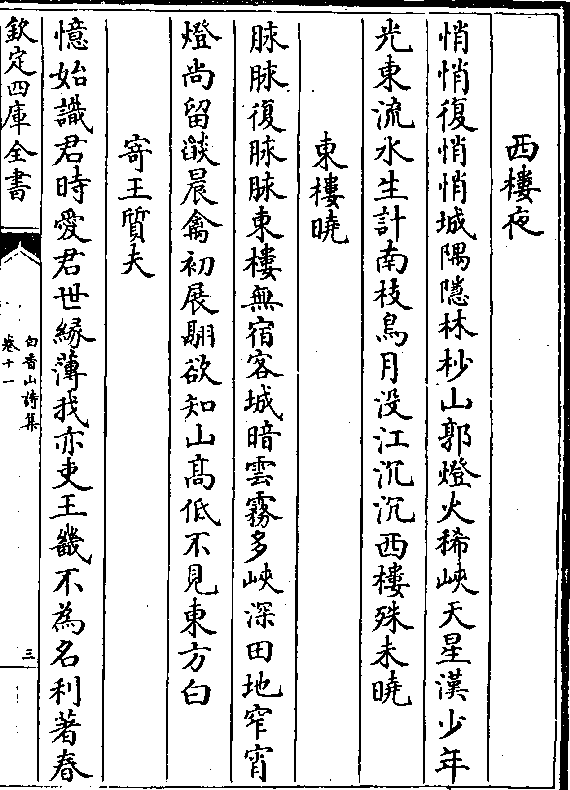 西樓夜
悄悄復悄悄城隅隱林杪山郭燈火稀峽天星漢少年
光東流水生計南枝鳥月没江沉沉西樓殊未曉
東樓曉
脉脉復脉脉東樓無宿客城暗雲霧多峽深田地窄宵
燈尚留燄晨禽初展翮欲知山髙低不見東方白
寄王質夫
憶始識君時愛君世緣薄我亦吏王畿不為名利著春
欽定四庫全書
白香山詩集
卷十一
三